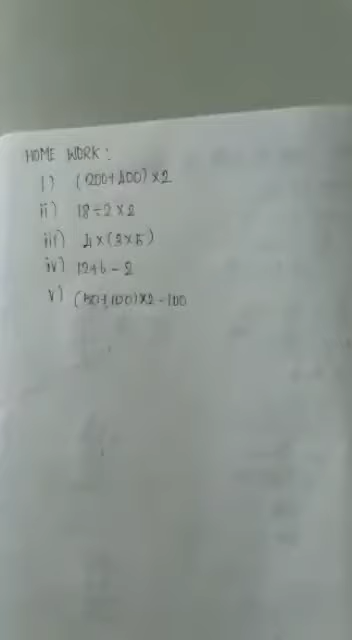 HOME WORK:
i) (200+400)×2
ii) 18÷2×2
iii) 4×(3×5)
iv) 12+6-2
v) (50+100)×2-100